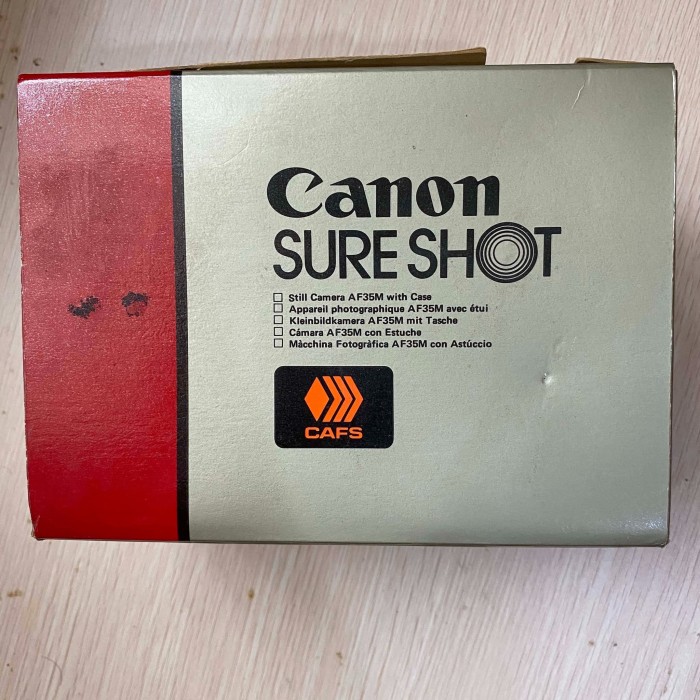 Canon
SURE SHOT
Still Camera AF35M with Case
Appareil photographique AF35M avec étui
Kleinbildkamera AF35M mit Tasche
Cámara AF35M con Estuche
Màcchina Fotogràfica AF35M con Astúccio
CAFS